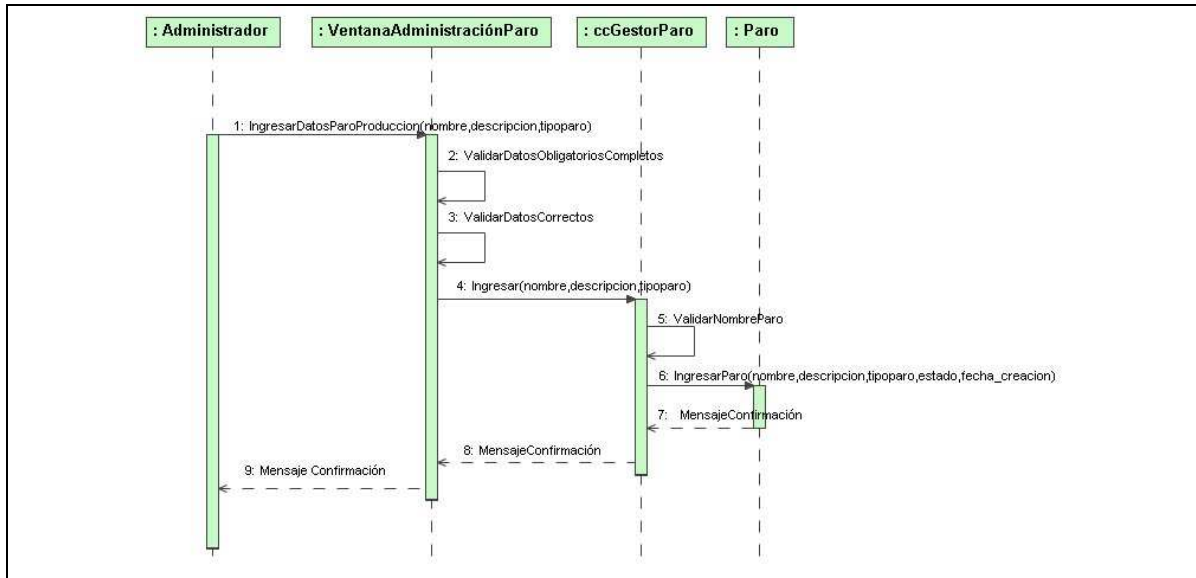 : Administrador
: VentanaAdministraciónParo
: ccGestorParo
: Paro
1: IngresarDatosParoProduccion(nombre,descripcion,tipoparo)
2: ValidarDatosObligatoriosCompletos
3: ValidarDatosCorrectos
4: Ingresar(nombre,descripcion,tipoparo)
5: ValidarNombreParo
6: IngresarParo(nombre,descripcion,tipoparo,estado,fecha_creacion)
7: MensajeConfirmación
8: MensajeConfirmación
9: Mensaje Confirmación